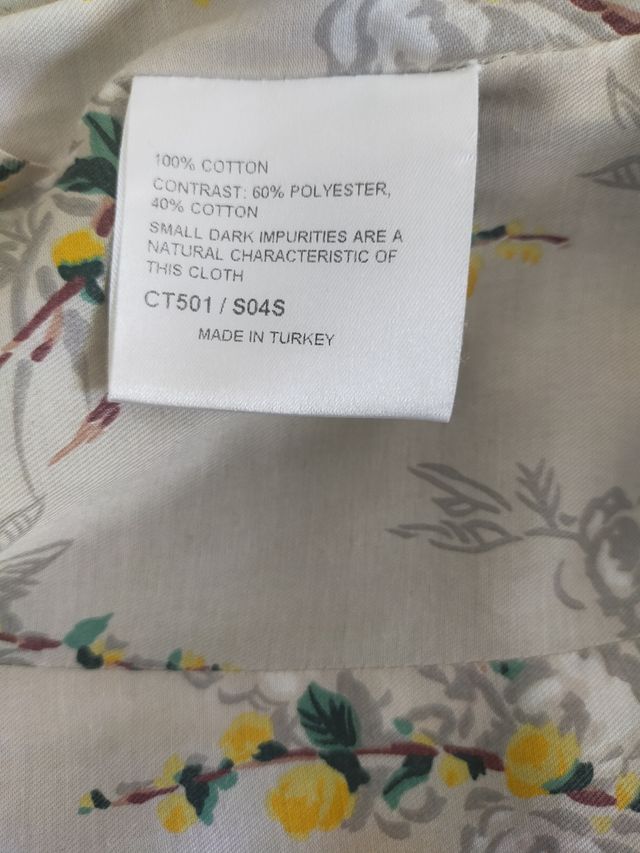 100% COTTON
CONTRAST: 60% POLYESTER,
40% COTTON
SMALL DARK IMPURITIES ARE A
NATURAL CHARACTERISTIC OF
THIS CLOTH
CT501 / S04S
MADE IN TURKEY